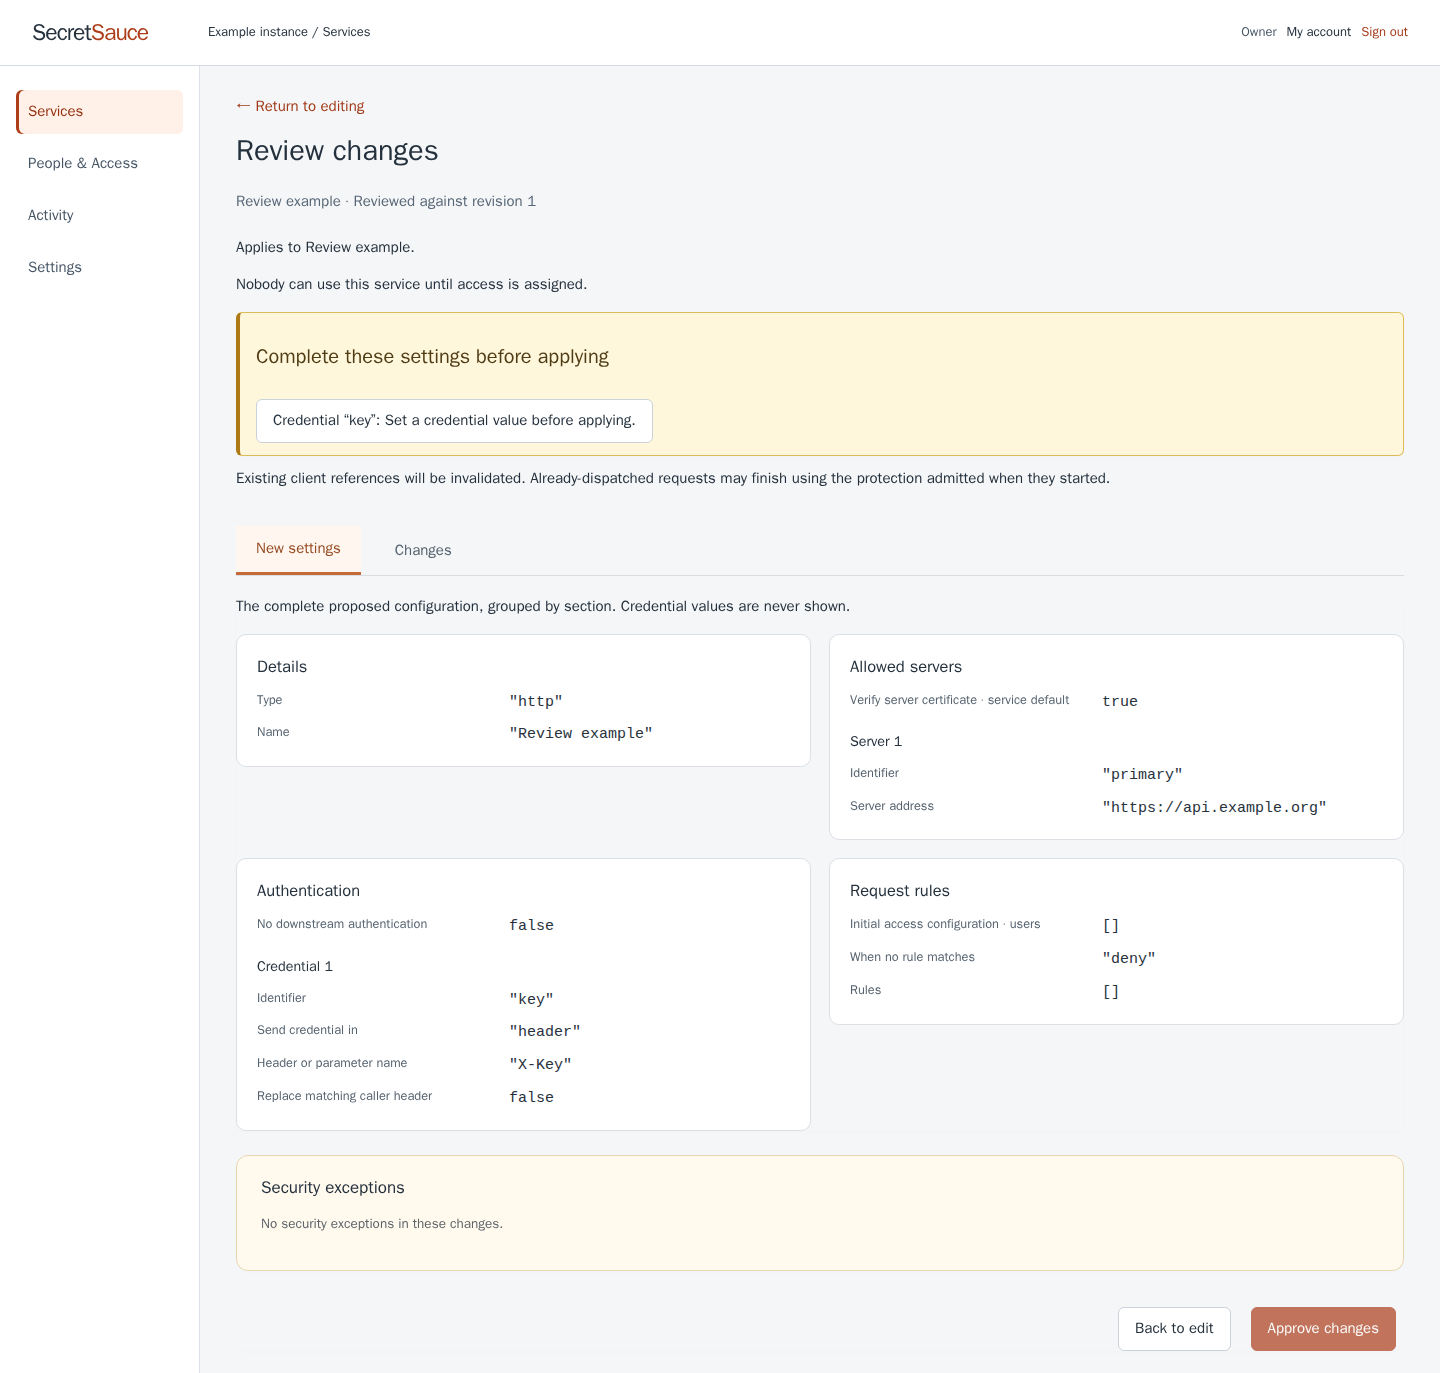 SecretSauce
Example instance / Services
Owner My account Sign out
Services
People & Access
Activity
Settings
← Return to editing
Review changes
Review example · Reviewed against revision 1
Applies to Review example.
Nobody can use this service until access is assigned.
Complete these settings before applying
Credential “key”: Set a credential value before applying.
Existing client references will be invalidated. Already-dispatched requests may finish using the protection admitted when they started.
New settings
Changes
The complete proposed configuration, grouped by section. Credential values are never shown.
Details
Type "http"
Name "Review example"
Allowed servers
Verify server certificate · service default true
Server 1
Identifier "primary"
Server address "https://api.example.org"
Authentication
No downstream authentication false
Credential 1
Identifier "key"
Send credential in "header"
Header or parameter name "X-Key"
Replace matching caller header false
Request rules
Initial access configuration · users []
When no rule matches "deny"
Rules []
Security exceptions
No security exceptions in these changes.
Back to edit
Approve changes